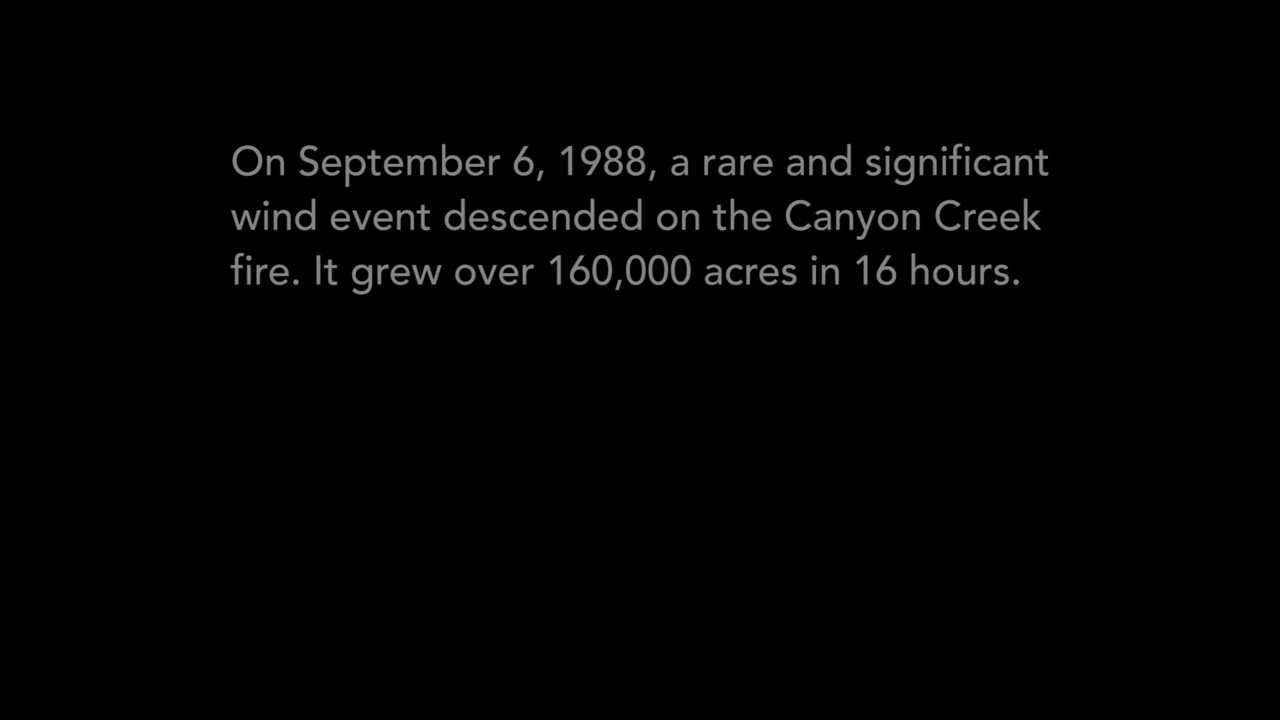 On September 6, 1988, a rare and significant
wind event descended on the Canyon Creek
fire. It grew over 160,000 acres in 16 hours.